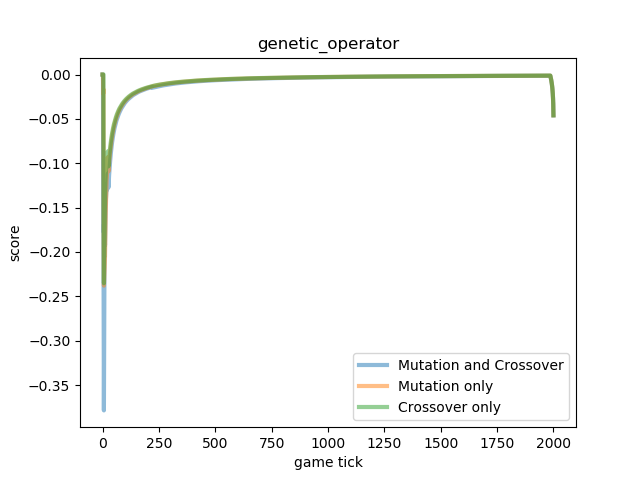 genetic_operator
0.00
−0.05
−0.10
−0.15
−0.20
−0.25
−0.30
−0.35
score
Mutation and Crossover
Mutation only
Crossover only
0 250 500 750 1000 1250 1500 1750 2000
game tick